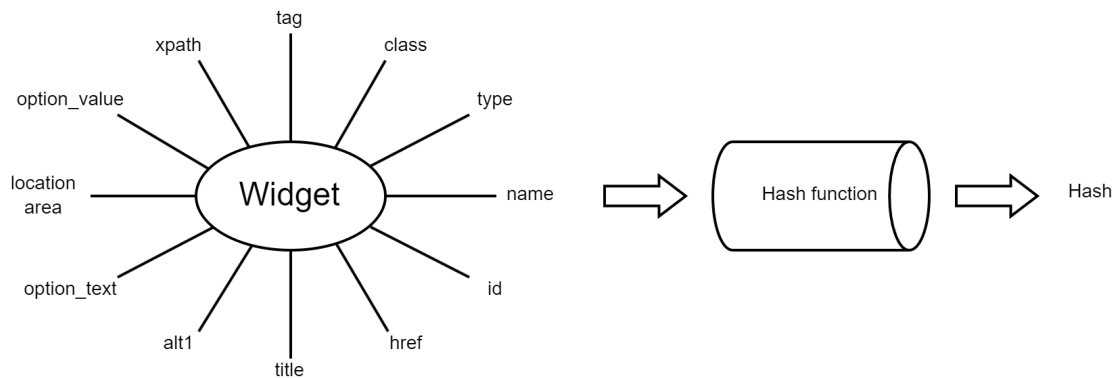 tag
xpath
class
option_value
type
location
area
Widget
name
Hash function
Hash
option_text
id
alt1
href
title